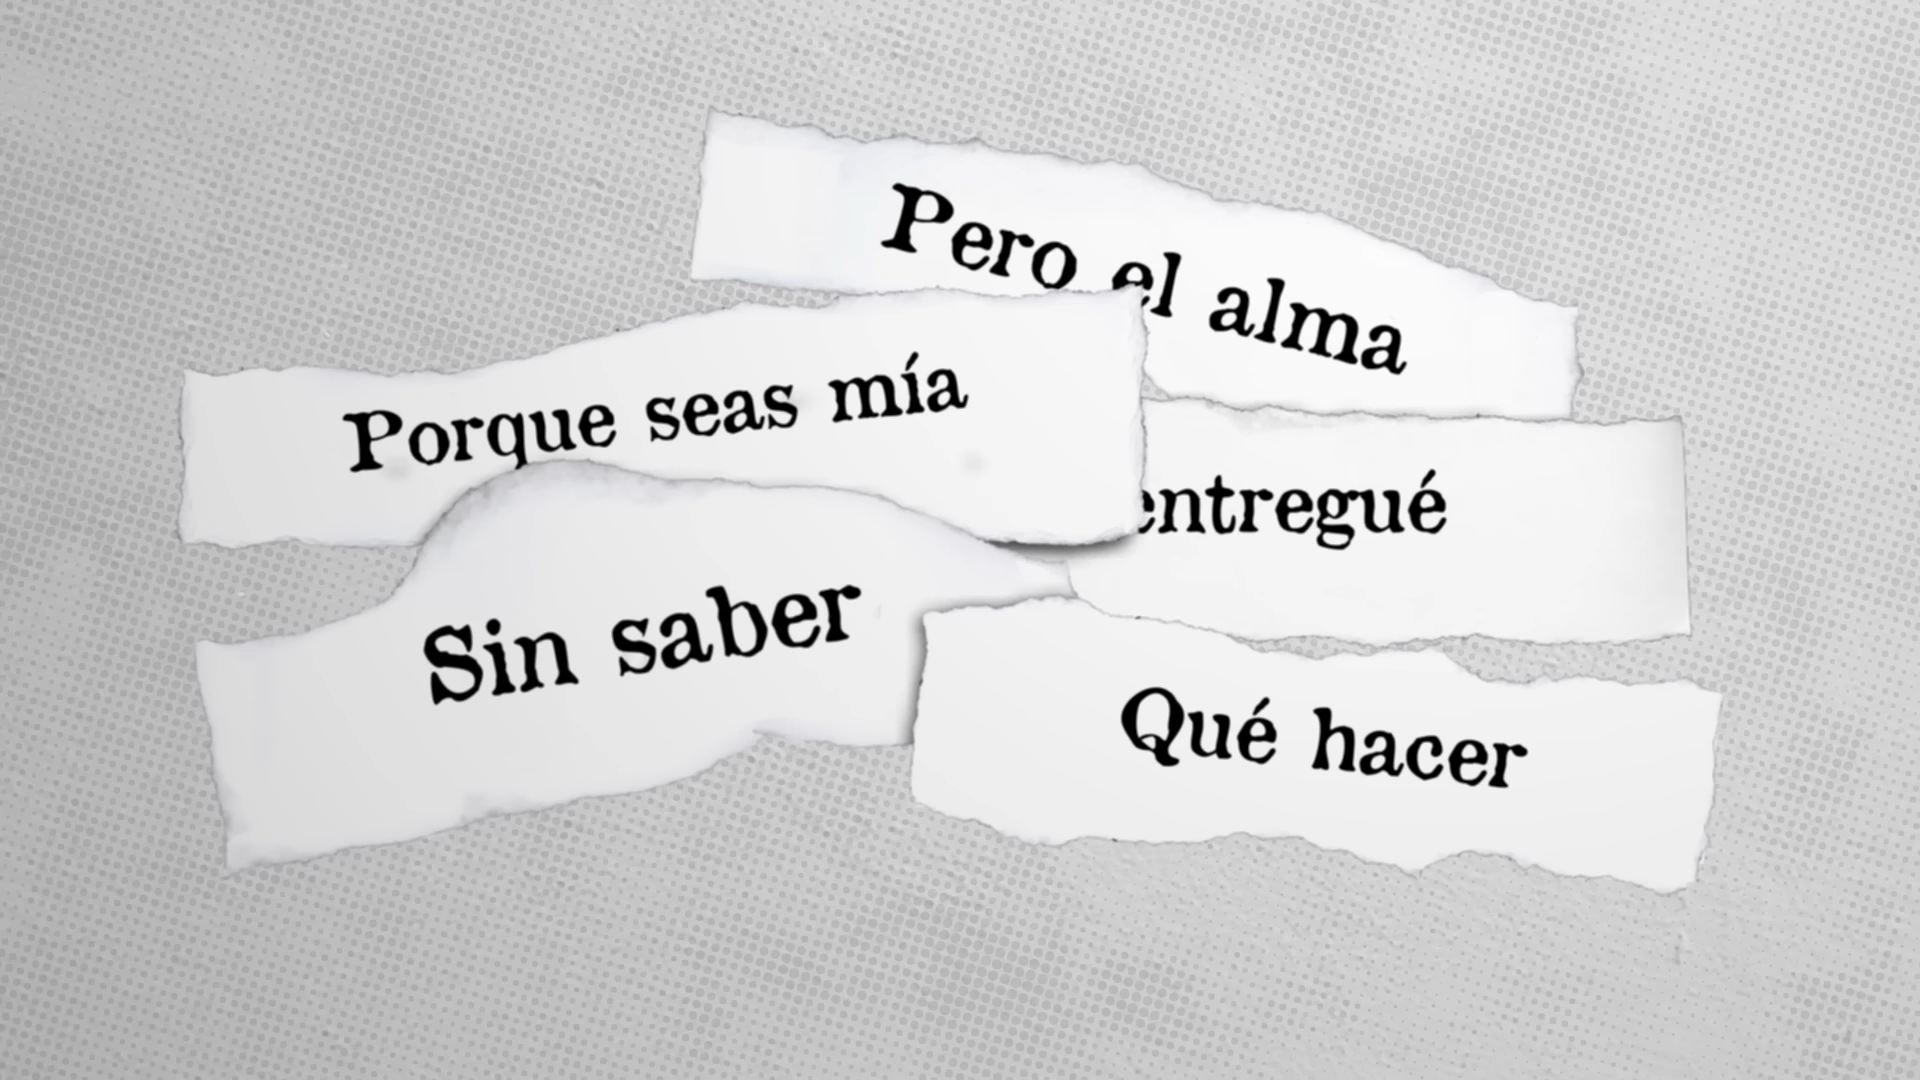 Pero el alma
Porque seas mía
entregué
Sin saber
Qué hacer